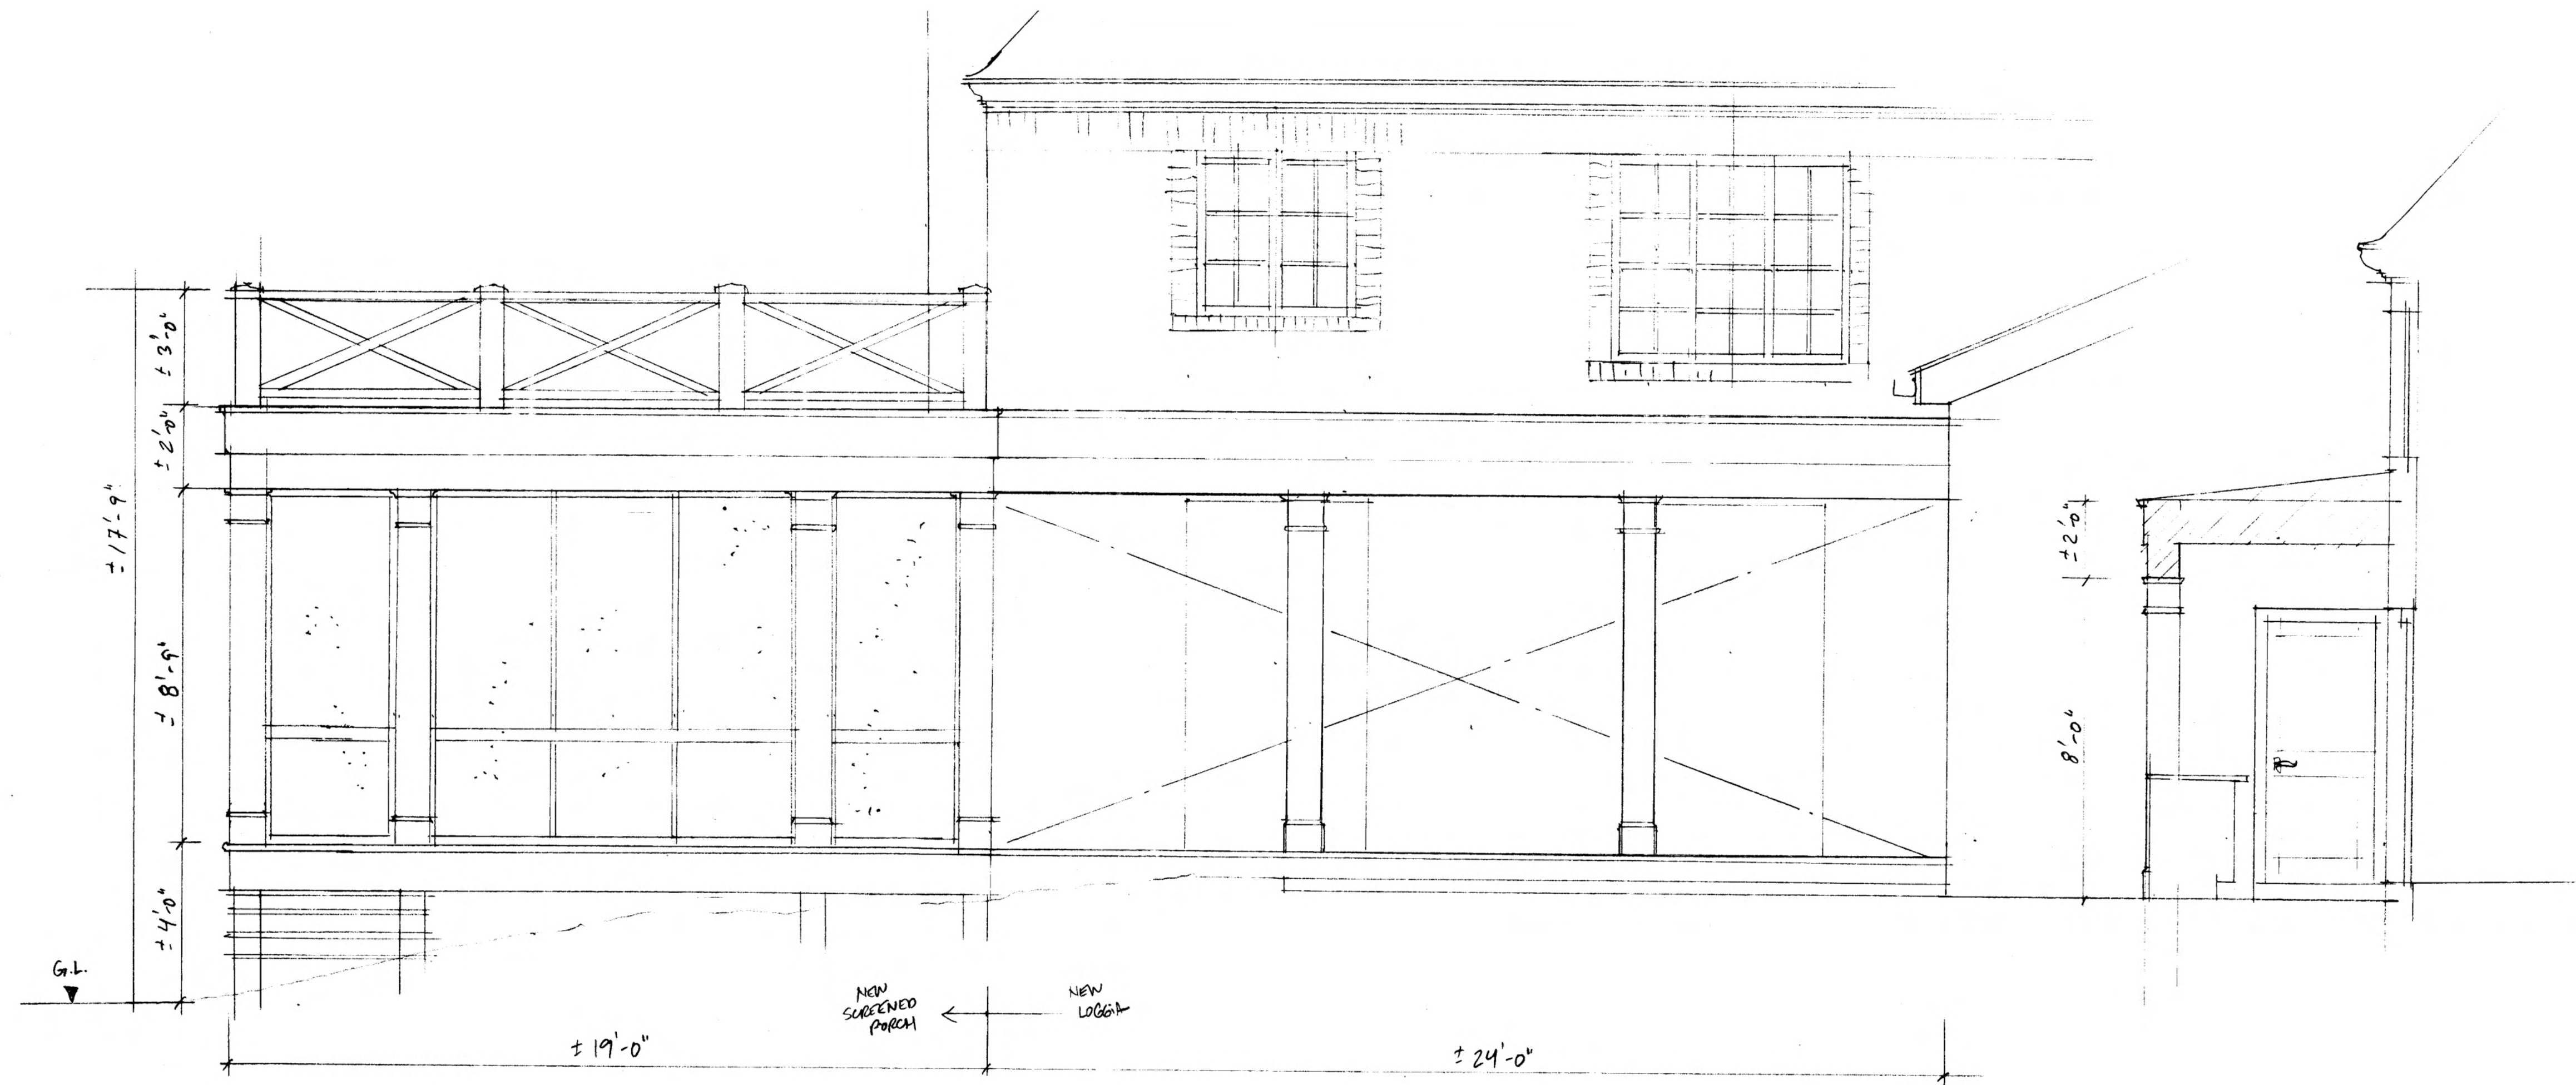 ± 3'-0"
± 2'-0"
± 17'-9"
± 8'-9"
± 4'-0"
G.L.
NEW
SCREENED
PORCH
NEW
LOGGIA
± 19'-0"
± 24'-0"
± 2'-0"
8'-0"